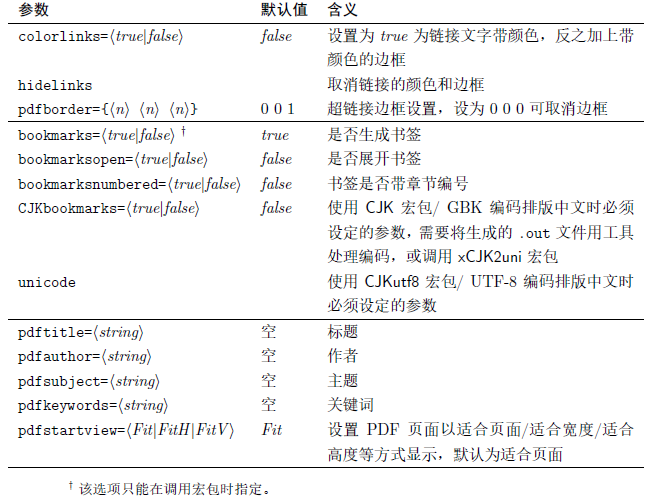 参数 默认值 含义
colorlinks=⟨true|false⟩ false 设置为 true 为链接文字带颜色，反之加上带
颜色的边框
hidelinks 取消链接的颜色和边框
pdfborder={⟨n⟩ ⟨n⟩ ⟨n⟩} 0 0 1 超链接边框设置，设为 0 0 0 可取消边框
bookmarks=⟨true|false⟩ † true 是否生成书签
bookmarksopen=⟨true|false⟩ false 是否展开书签
bookmarksnumbered=⟨true|false⟩ false 书签是否带章节编号
CJKbookmarks=⟨true|false⟩ false 使用 CJK 宏包/ GBK 编码排版中文时必须
设定的参数，需要将生成的 .out 文件用工具
处理编码，或调用 xCJK2uni 宏包
unicode 使用 CJKutf8 宏包/ UTF-8 编码排版中文时
必须设定的参数
pdftitle=⟨string⟩ 空 标题
pdfauthor=⟨string⟩ 空 作者
pdfsubject=⟨string⟩ 空 主题
pdfkeywords=⟨string⟩ 空 关键词
pdfstartview=⟨Fit|FitH|FitV⟩ Fit 设置 PDF 页面以适合页面/适合宽度/适合
高度等方式显示，默认为适合页面
† 该选项只能在调用宏包时指定。